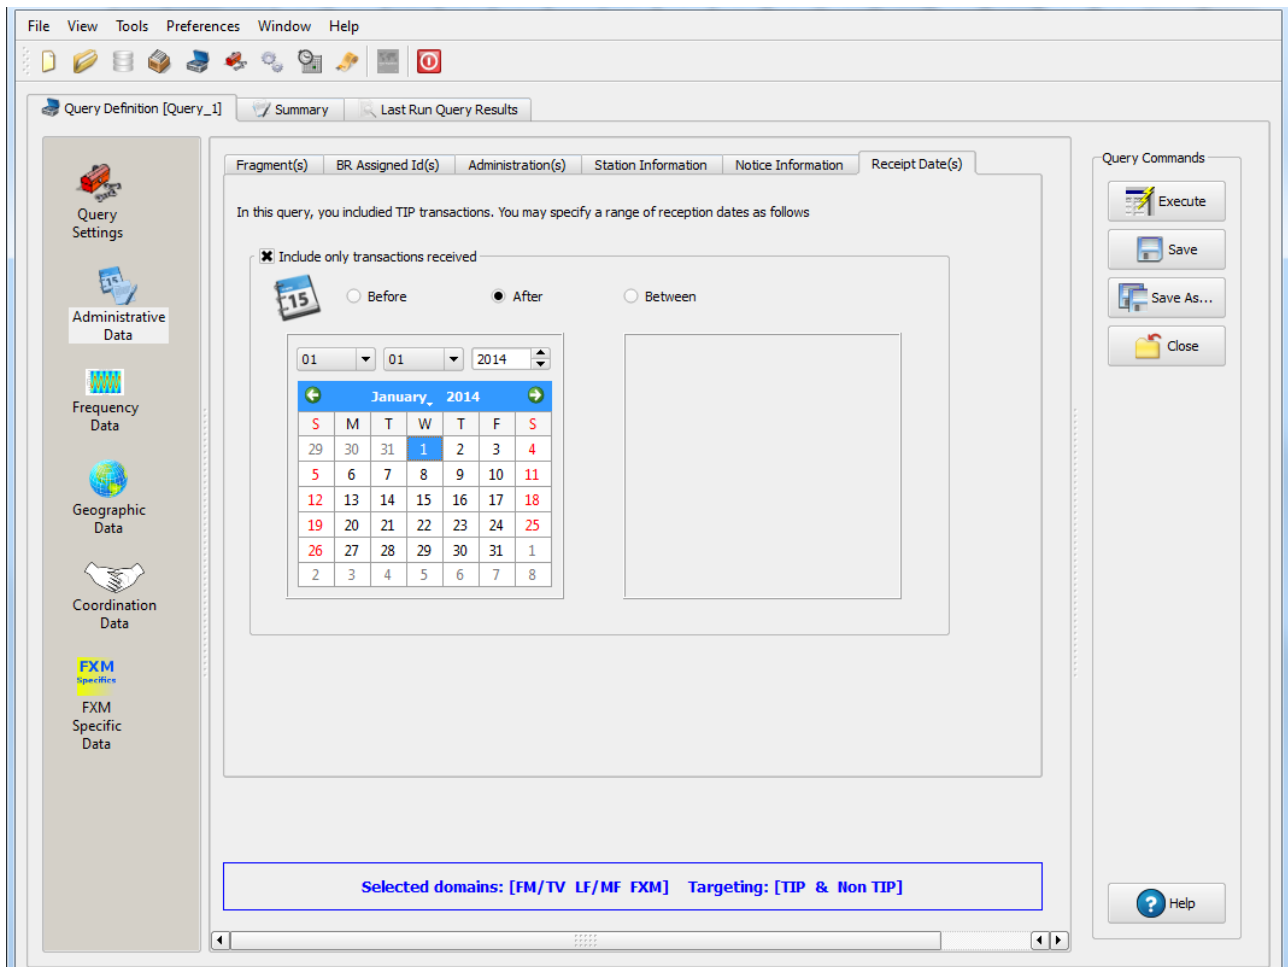 File View Tools Preferences Window Help
Query Definition [Query_1] Summary Last Run Query Results
Query Settings
Administrative Data
Frequency Data
Geographic Data
Coordination Data
FXM Specifics
FXM Specific Data
Fragment(s) BR Assigned Id(s) Administration(s) Station Information Notice Information Receipt Date(s)
In this query, you includied TIP transactions. You may specify a range of reception dates as follows
Include only transactions received
15
Before After Between
01 01 2014
January 2014
S M T W T F S
29 30 31 1 2 3 4
5 6 7 8 9 10 11
12 13 14 15 16 17 18
19 20 21 22 23 24 25
26 27 28 29 30 31 1
2 3 4 5 6 7 8
Selected domains: [FM/TV LF/MF FXM] Targeting: [TIP & Non TIP]
Query Commands
Execute
Save
Save As...
Close
Help